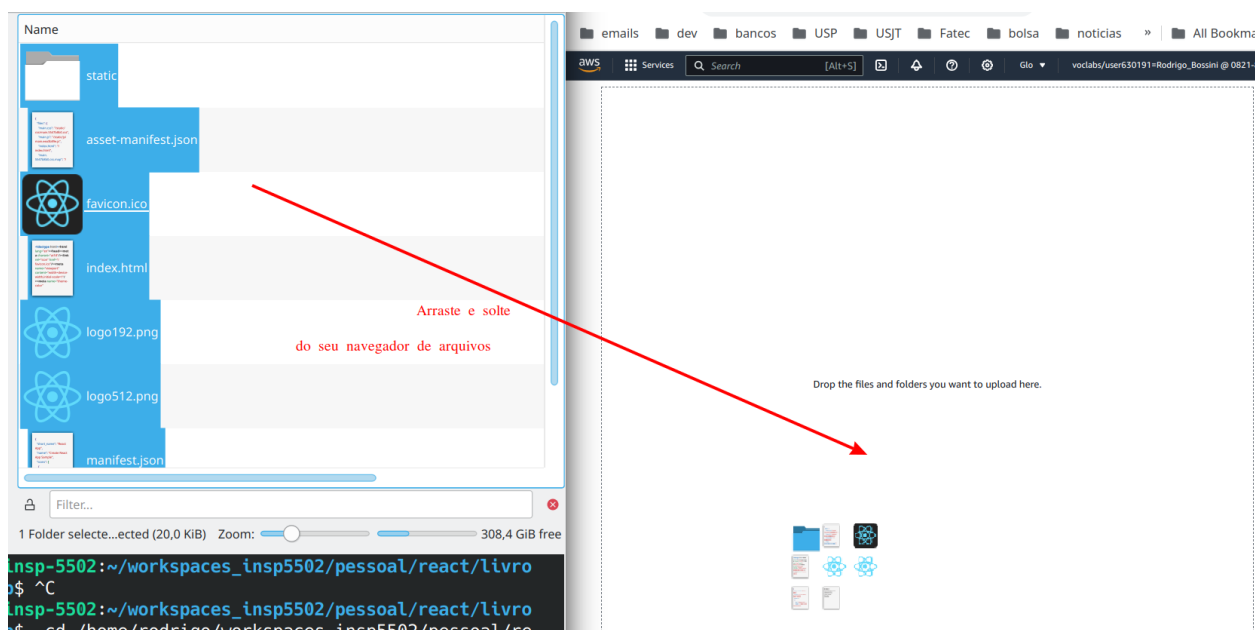 Name
static
asset-manifest.json
favicon.ico
index.html
logo192.png
logo512.png
manifest.json
Filter...
1 Folder selecte...ected (20,0 KiB) Zoom: 308,4 GiB free
insp-5502:~/workspaces_insp5502/pessoal/react/livro
$ ^C
insp-5502:~/workspaces_insp5502/pessoal/react/livro
Arraste e solte
do seu navegador de arquivos
emails dev bancos USP USJT Fatec bolsa noticias » All Bookma
aws Services Search [Alt+S] Glo voclabs/user630191=Rodrigo_Bossini @ 0821-
Drop the files and folders you want to upload here.